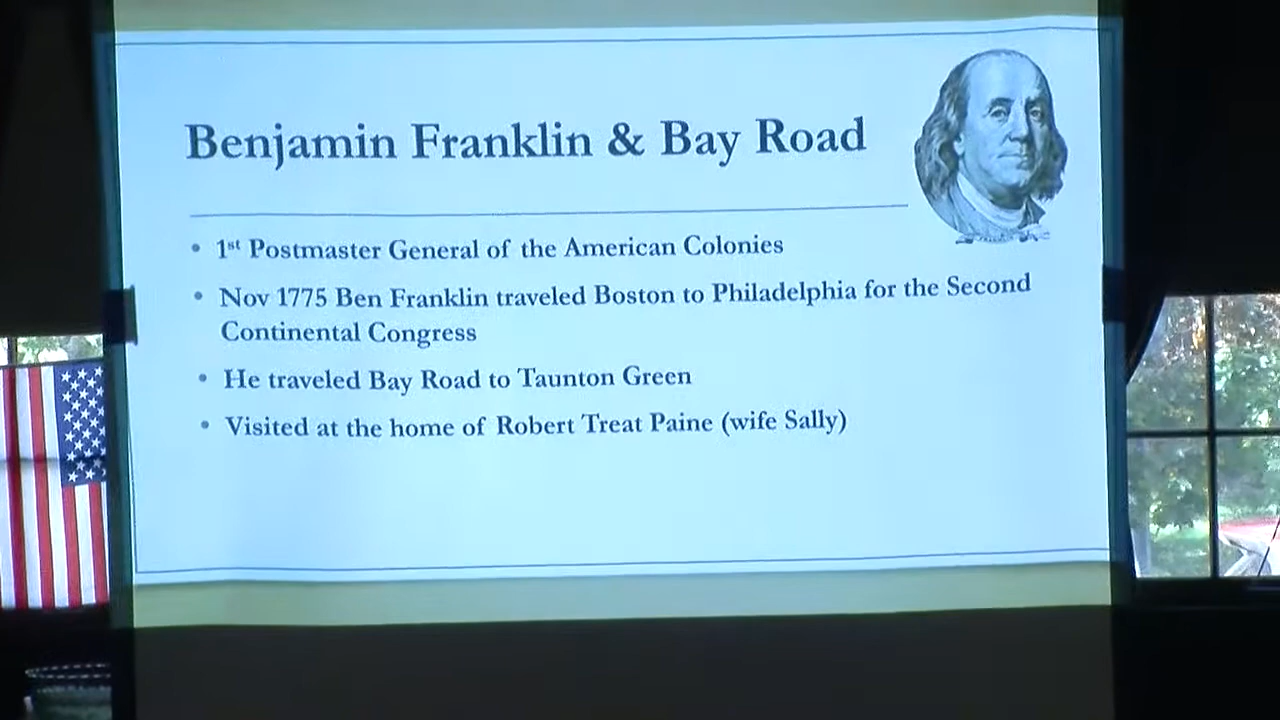 Benjamin Franklin & Bay Road
• 1st Postmaster General of the American Colonies
• Nov 1775 Ben Franklin traveled Boston to Philadelphia for the Second
Continental Congress
• He traveled Bay Road to Taunton Green
• Visited at the home of Robert Treat Paine (wife Sally)